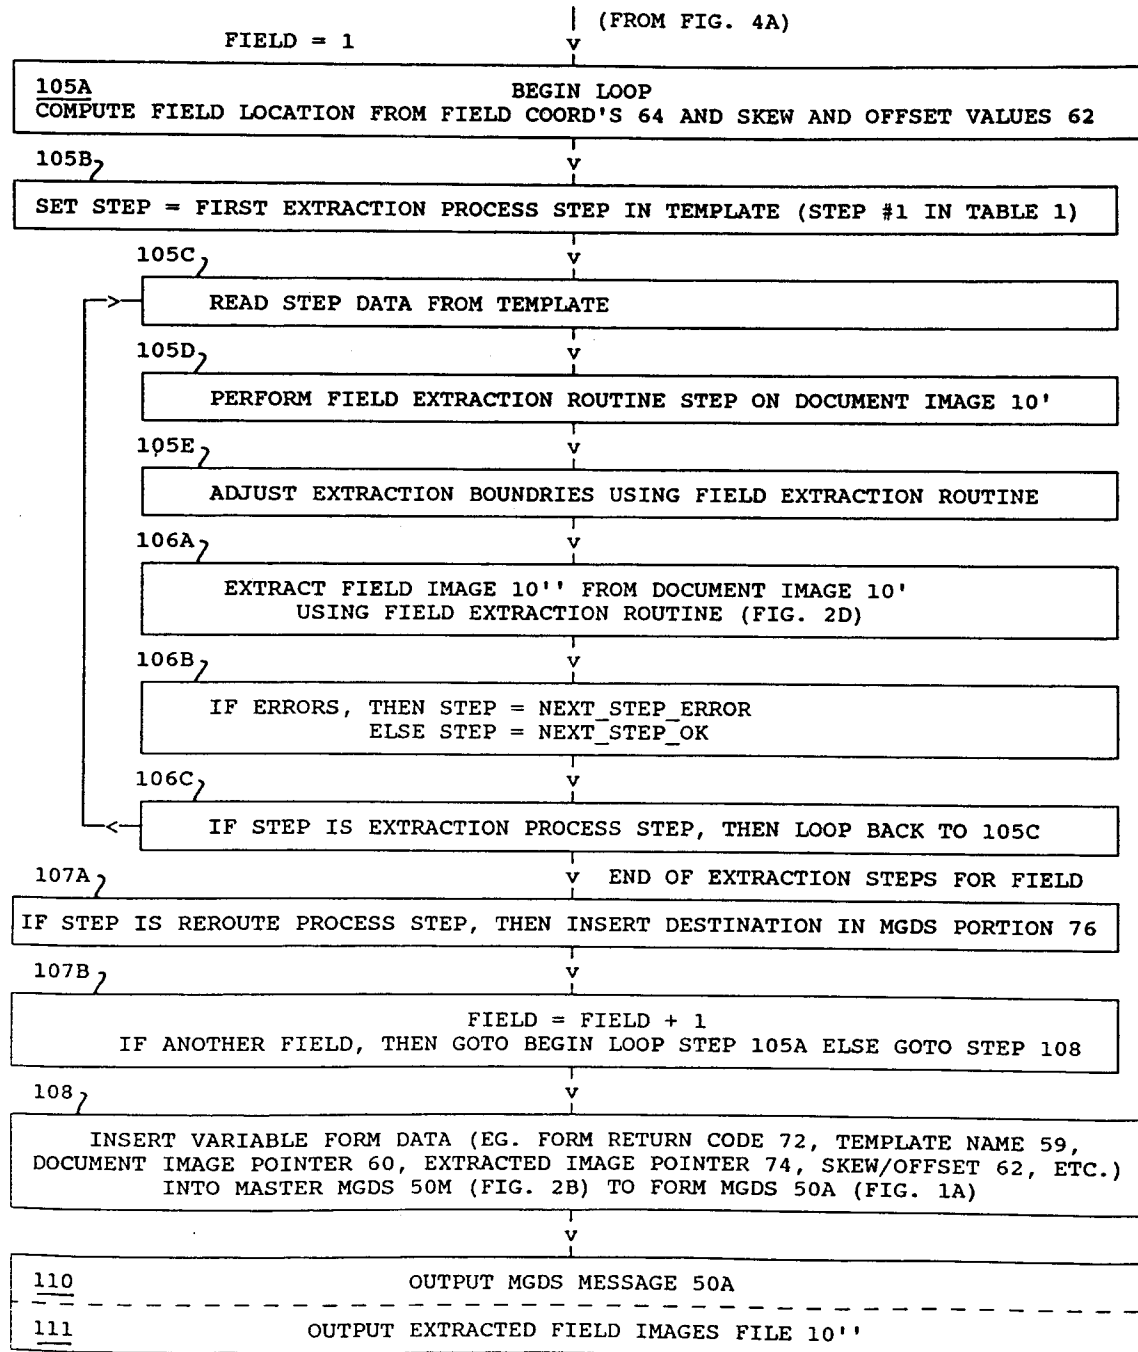 (FROM FIG. 4A)
FIELD = 1
105A BEGIN LOOP
COMPUTE FIELD LOCATION FROM FIELD COORD'S 64 AND SKEW AND OFFSET VALUES 62
105B
SET STEP = FIRST EXTRACTION PROCESS STEP IN TEMPLATE (STEP #1 IN TABLE 1)
105C
READ STEP DATA FROM TEMPLATE
105D
PERFORM FIELD EXTRACTION ROUTINE STEP ON DOCUMENT IMAGE 10'
105E
ADJUST EXTRACTION BOUNDRIES USING FIELD EXTRACTION ROUTINE
106A
EXTRACT FIELD IMAGE 10'' FROM DOCUMENT IMAGE 10'
USING FIELD EXTRACTION ROUTINE (FIG. 2D)
106B
IF ERRORS, THEN STEP = NEXT_STEP_ERROR
ELSE STEP = NEXT_STEP_OK
106C
IF STEP IS EXTRACTION PROCESS STEP, THEN LOOP BACK TO 105C
107A
END OF EXTRACTION STEPS FOR FIELD
IF STEP IS REROUTE PROCESS STEP, THEN INSERT DESTINATION IN MGDS PORTION 76
107B
FIELD = FIELD + 1
IF ANOTHER FIELD, THEN GOTO BEGIN LOOP STEP 105A ELSE GOTO STEP 108
108
INSERT VARIABLE FORM DATA (EG. FORM RETURN CODE 72, TEMPLATE NAME 59,
DOCUMENT IMAGE POINTER 60, EXTRACTED IMAGE POINTER 74, SKEW/OFFSET 62, ETC.)
INTO MASTER MGDS 50M (FIG. 2B) TO FORM MGDS 50A (FIG. 1A)
110 OUTPUT MGDS MESSAGE 50A
111 OUTPUT EXTRACTED FIELD IMAGES FILE 10''